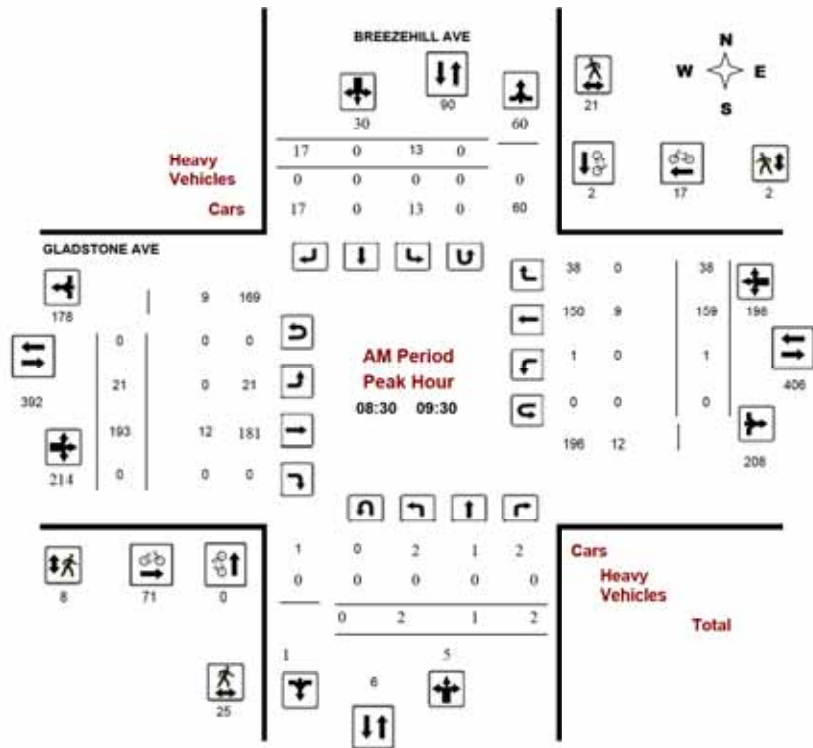 BREEZEHILL AVE
N
W E
S
90
21
30 60
17 0 13 0
Heavy
Vehicles
0 0 0 0 0
2 17 2
Cars 17 0 13 0 60
GLADSTONE AVE
178
9 169
38 0 38
198
0 0 0
150 9 159
AM Period
Peak Hour
08:30 09:30
392
21 0 21
1 0 1
406
193 12 181
0 0 0
214
0 0 0
196 12
208
1 0 2 1 2
Cars
0 0 0 0 0
Heavy
Vehicles
8 71 0
0 2 1 2
Total
1 5
6
25